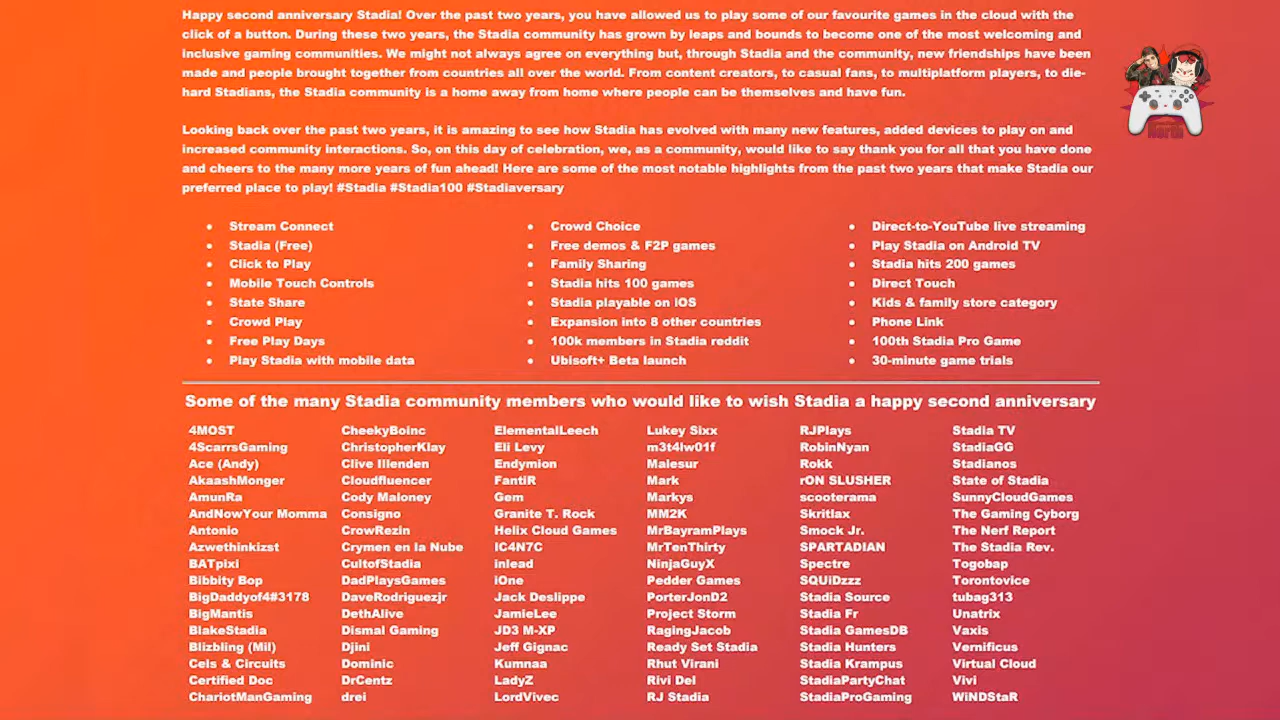 Happy second anniversary Stadia! Over the past two years, you have allowed us to play some of our favourite games in the cloud with the
click of a button. During these two years, the Stadia community has grown by leaps and bounds to become one of the most welcoming and
inclusive gaming communities. We might not always agree on everything but, through Stadia and the community, new friendships have been
made and people brought together from countries all over the world. From content creators, to casual fans, to multiplatform players, to die-
hard Stadians, the Stadia community is a home away from home where people can be themselves and have fun.
Looking back over the past two years, it is amazing to see how Stadia has evolved with many new features, added devices to play on and
increased community interactions. So, on this day of celebration, we, as a community, would like to say thank you for all that you have done
and cheers to the many more years of fun ahead! Here are some of the most notable highlights from the past two years that make Stadia our
preferred place to play! #Stadia #Stadia100 #Stadiaversary
• Stream Connect
• Stadia (Free)
• Click to Play
• Mobile Touch Controls
• State Share
• Crowd Play
• Free Play Days
• Play Stadia with mobile data
• Crowd Choice
• Free demos & F2P games
• Family Sharing
• Stadia hits 100 games
• Stadia playable on iOS
• Expansion into 8 other countries
• 100k members in Stadia reddit
• Ubisoft+ Beta launch
• Direct-to-YouTube live streaming
• Play Stadia on Android TV
• Stadia hits 200 games
• Direct Touch
• Kids & family store category
• Phone Link
• 100th Stadia Pro Game
• 30-minute game trials
North
Some of the many Stadia community members who would like to wish Stadia a happy second anniversary
4MOST
4ScarrsGaming
Ace (Andy)
AkaashMonger
AmunRa
AndNowYour Momma
Antonio
Azwethinkizst
BATpixi
Bibbity Bop
BigDaddyof4#3178
BigMantis
BlakeStadia
Blizbling (Mil)
Cels & Circuits
Certified Doc
ChariotManGaming
CheekyBoinc
ChristopherKlay
Clive Illenden
Cloudfluencer
Cody Maloney
Consigno
CrowRezin
Crymen en la Nube
CultofStadia
DadPlaysGames
DaveRodriguezjr
DethAlive
Dismal Gaming
Djini
Dominic
DrCentz
drei
ElementalLeech
Eli Levy
Endymion
FantiR
Gem
Granite T. Rock
Helix Cloud Games
IC4N7C
inlead
iOne
Jack Deslippe
JamieLee
JD3 M-XP
Jeff Gignac
Kumnaa
LadyZ
LordVivec
Lukey Sixx
m3t4lw01f
Malesur
Mark
Markys
MM2K
MrBayramPlays
MrTenThirty
NinjaGuyX
Pedder Games
PorterJonD2
Project Storm
RagingJacob
Ready Set Stadia
Rhut Virani
Rivi Dei
RJ Stadia
RJPlays
RobinNyan
Rokk
rON SLUSHER
scooterama
Skritlax
Smock Jr.
SPARTADIAN
Spectre
SQUiDzzz
Stadia Source
Stadia Fr
Stadia GamesDB
Stadia Hunters
Stadia Krampus
StadiaPartyChat
StadiaProGaming
Stadia TV
StadiaGG
Stadianos
State of Stadia
SunnyCloudGames
The Gaming Cyborg
The Nerf Report
The Stadia Rev.
Togobap
Torontovice
tubag313
Unatrix
Vaxis
Vernificus
Virtual Cloud
Vivi
WiNDStaR